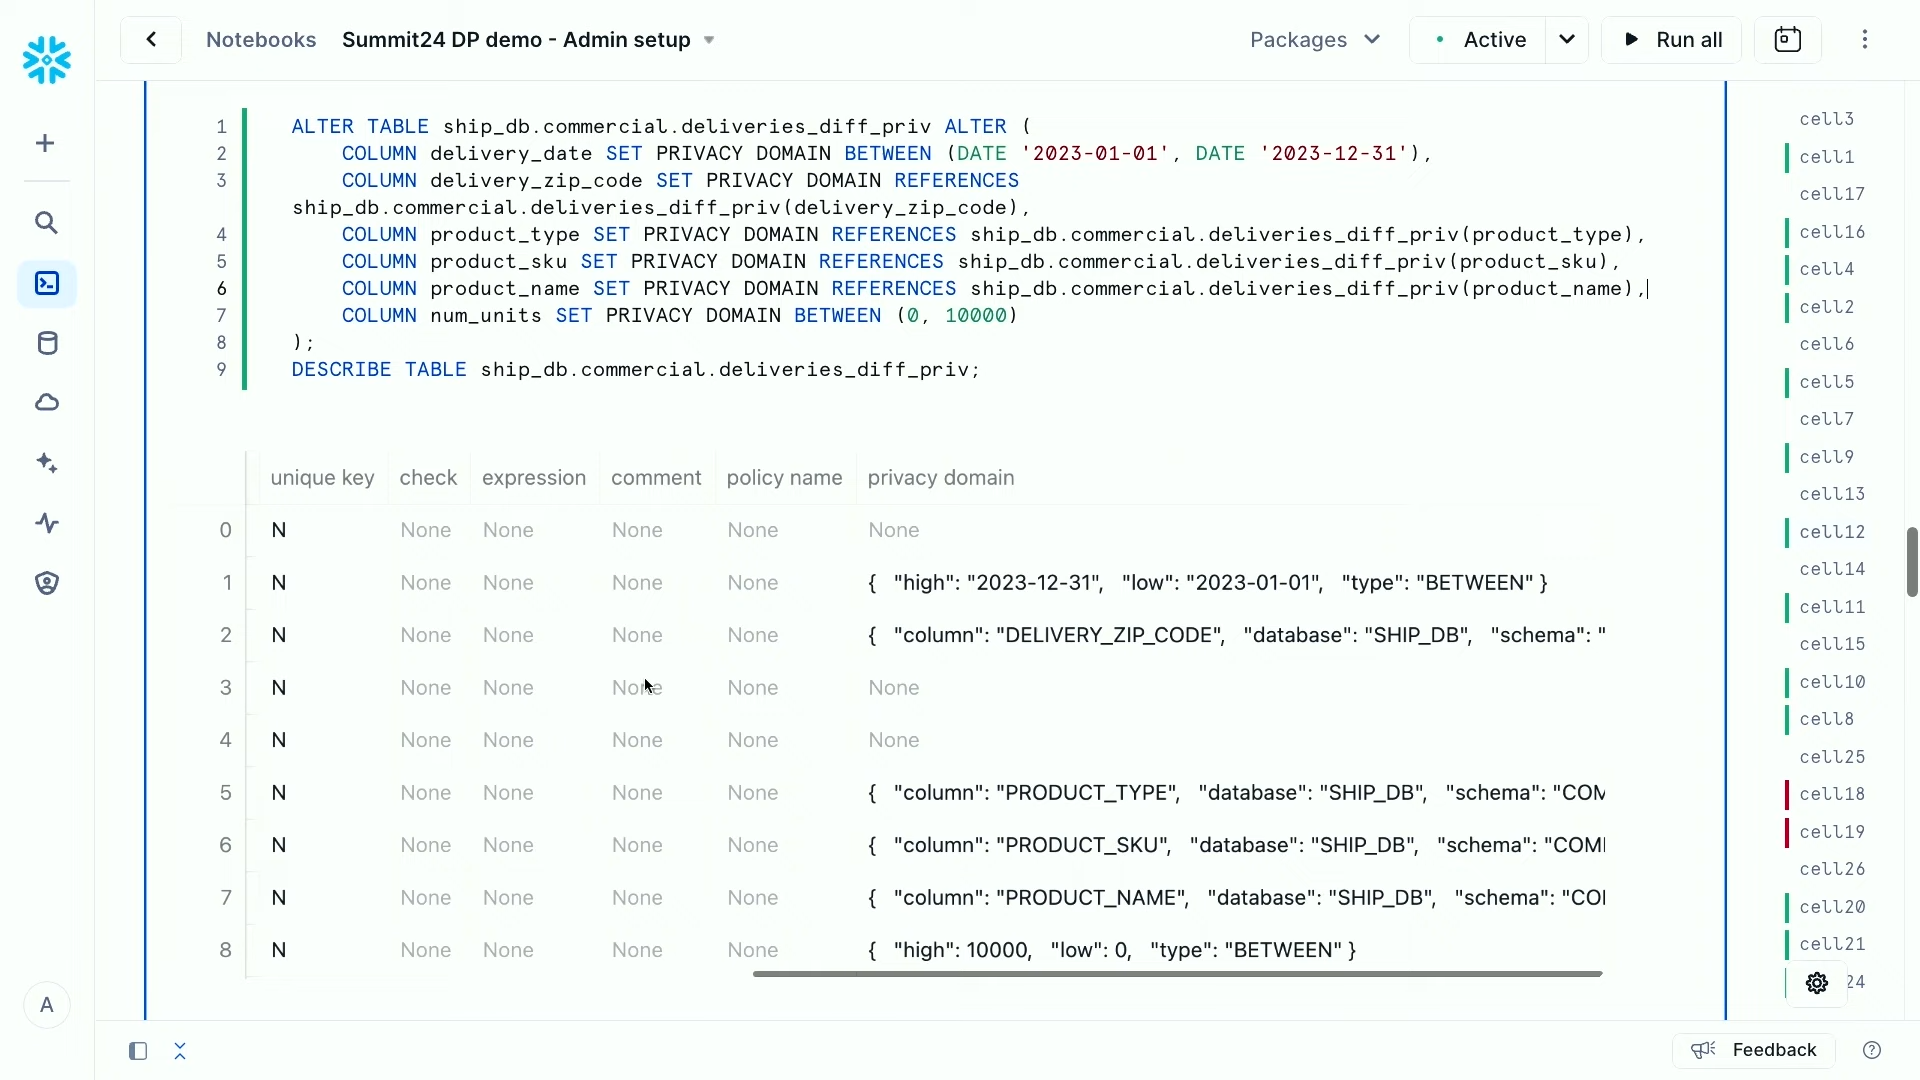 Notebooks Summit24 DP demo - Admin setup Packages Active Run all
1 ALTER TABLE ship_db.commercial.deliveries_diff_priv ALTER (
2 COLUMN delivery_date SET PRIVACY DOMAIN BETWEEN (DATE '2023-01-01', DATE '2023-12-31'),
3 COLUMN delivery_zip_code SET PRIVACY DOMAIN REFERENCES
ship_db.commercial.deliveries_diff_priv(delivery_zip_code),
4 COLUMN product_type SET PRIVACY DOMAIN REFERENCES ship_db.commercial.deliveries_diff_priv(product_type),
5 COLUMN product_sku SET PRIVACY DOMAIN REFERENCES ship_db.commercial.deliveries_diff_priv(product_sku),
6 COLUMN product_name SET PRIVACY DOMAIN REFERENCES ship_db.commercial.deliveries_diff_priv(product_name),
7 COLUMN num_units SET PRIVACY DOMAIN BETWEEN (0, 10000)
8 );
9 DESCRIBE TABLE ship_db.commercial.deliveries_diff_priv;
unique key check expression comment policy name privacy domain
0 N None None None None None
1 N None None None None { "high": "2023-12-31", "low": "2023-01-01", "type": "BETWEEN" }
2 N None None None None { "column": "DELIVERY_ZIP_CODE", "database": "SHIP_DB", "schema": "
3 N None None None None None
4 N None None None None None
5 N None None None None { "column": "PRODUCT_TYPE", "database": "SHIP_DB", "schema": "COM
6 N None None None None { "column": "PRODUCT_SKU", "database": "SHIP_DB", "schema": "COM
7 N None None None None { "column": "PRODUCT_NAME", "database": "SHIP_DB", "schema": "CO
8 N None None None None { "high": 10000, "low": 0, "type": "BETWEEN" }
cell3
cell1
cell17
cell16
cell4
cell2
cell6
cell5
cell7
cell9
cell13
cell12
cell14
cell11
cell15
cell10
cell8
cell25
cell18
cell19
cell26
cell20
cell21
24
A
Feedback